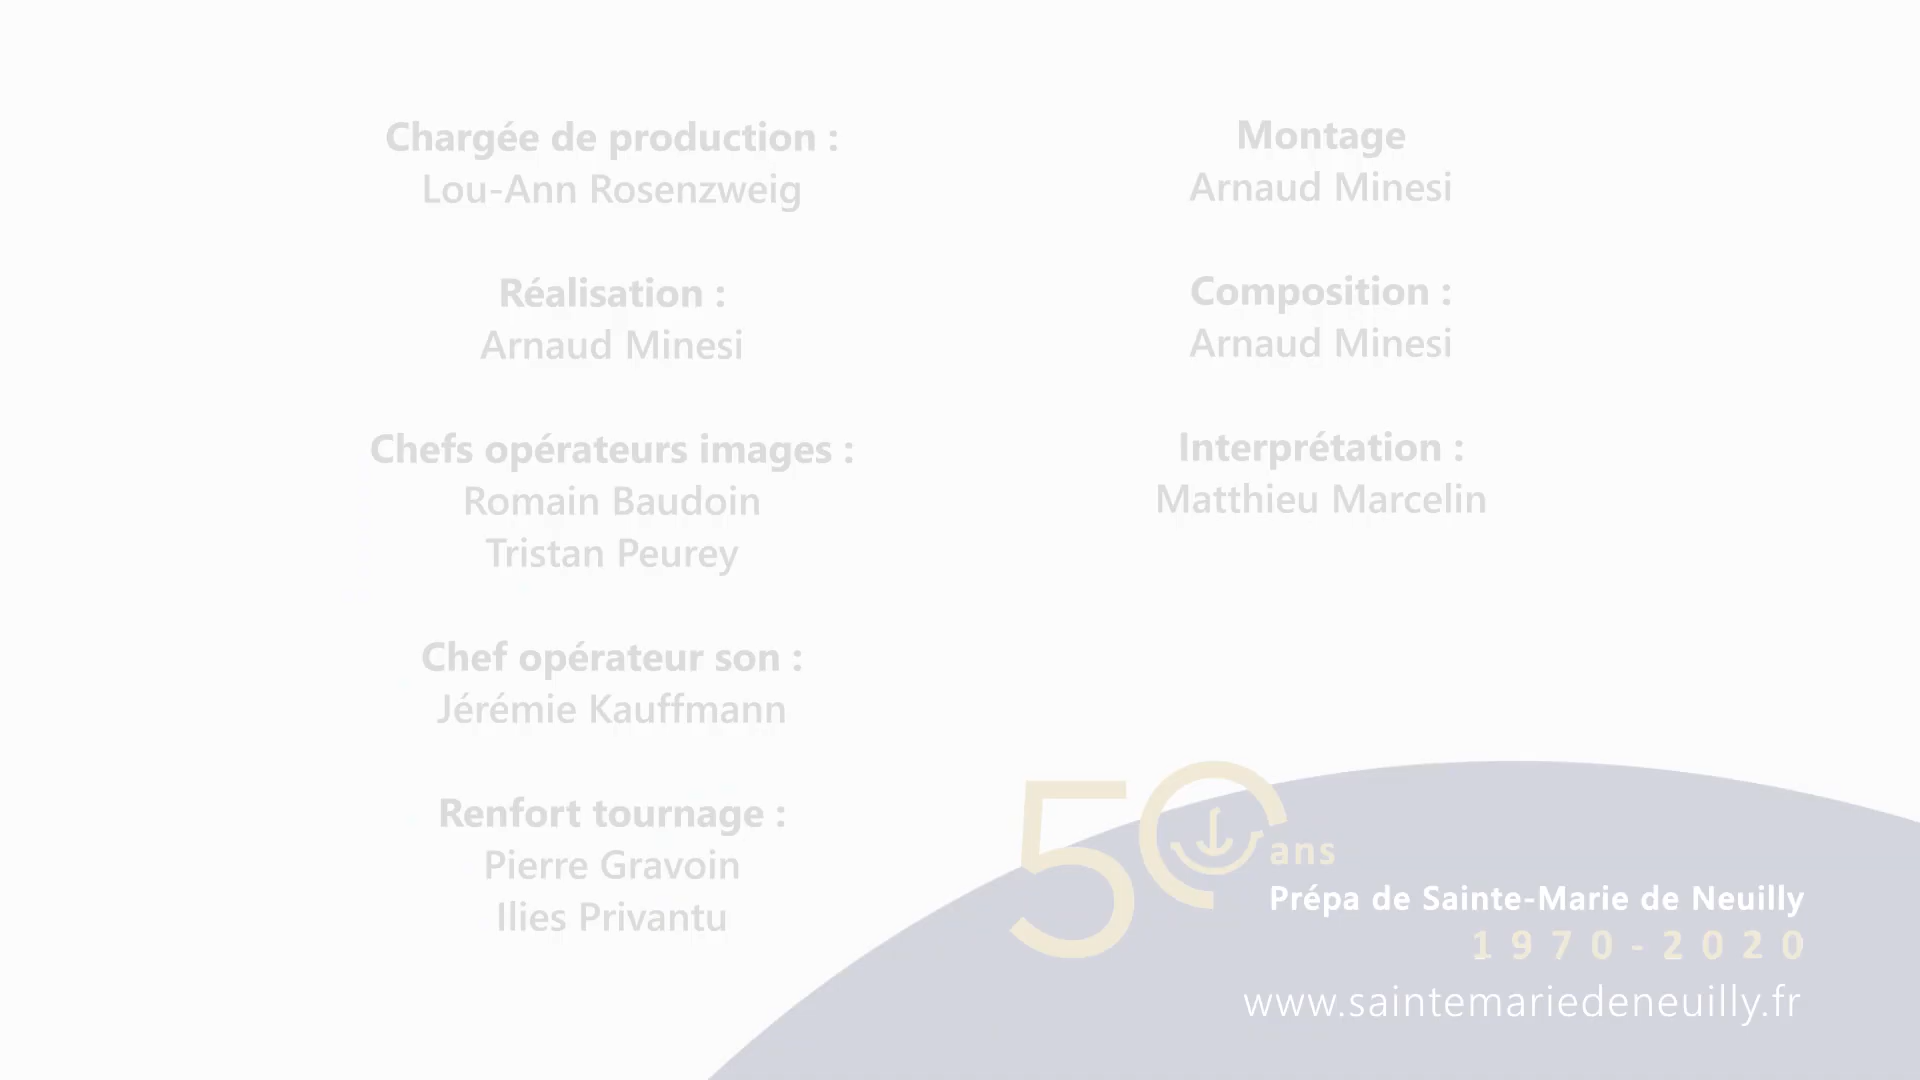 Chargée de production :
Lou-Ann Rosenzweig
Réalisation :
Arnaud Minesi
Chefs opérateurs images :
Romain Baudoin
Tristan Peurey
Chef opérateur son :
Jérémie Kauffmann
Renfort tournage :
Pierre Gravoin
Ilies Privantu
Montage
Arnaud Minesi
Composition :
Arnaud Minesi
Interprétation :
Matthieu Marcelin
50 ans
Prépa de Sainte-Marie de Neuilly
1970-2020
www.saintemariedeneuilly.fr